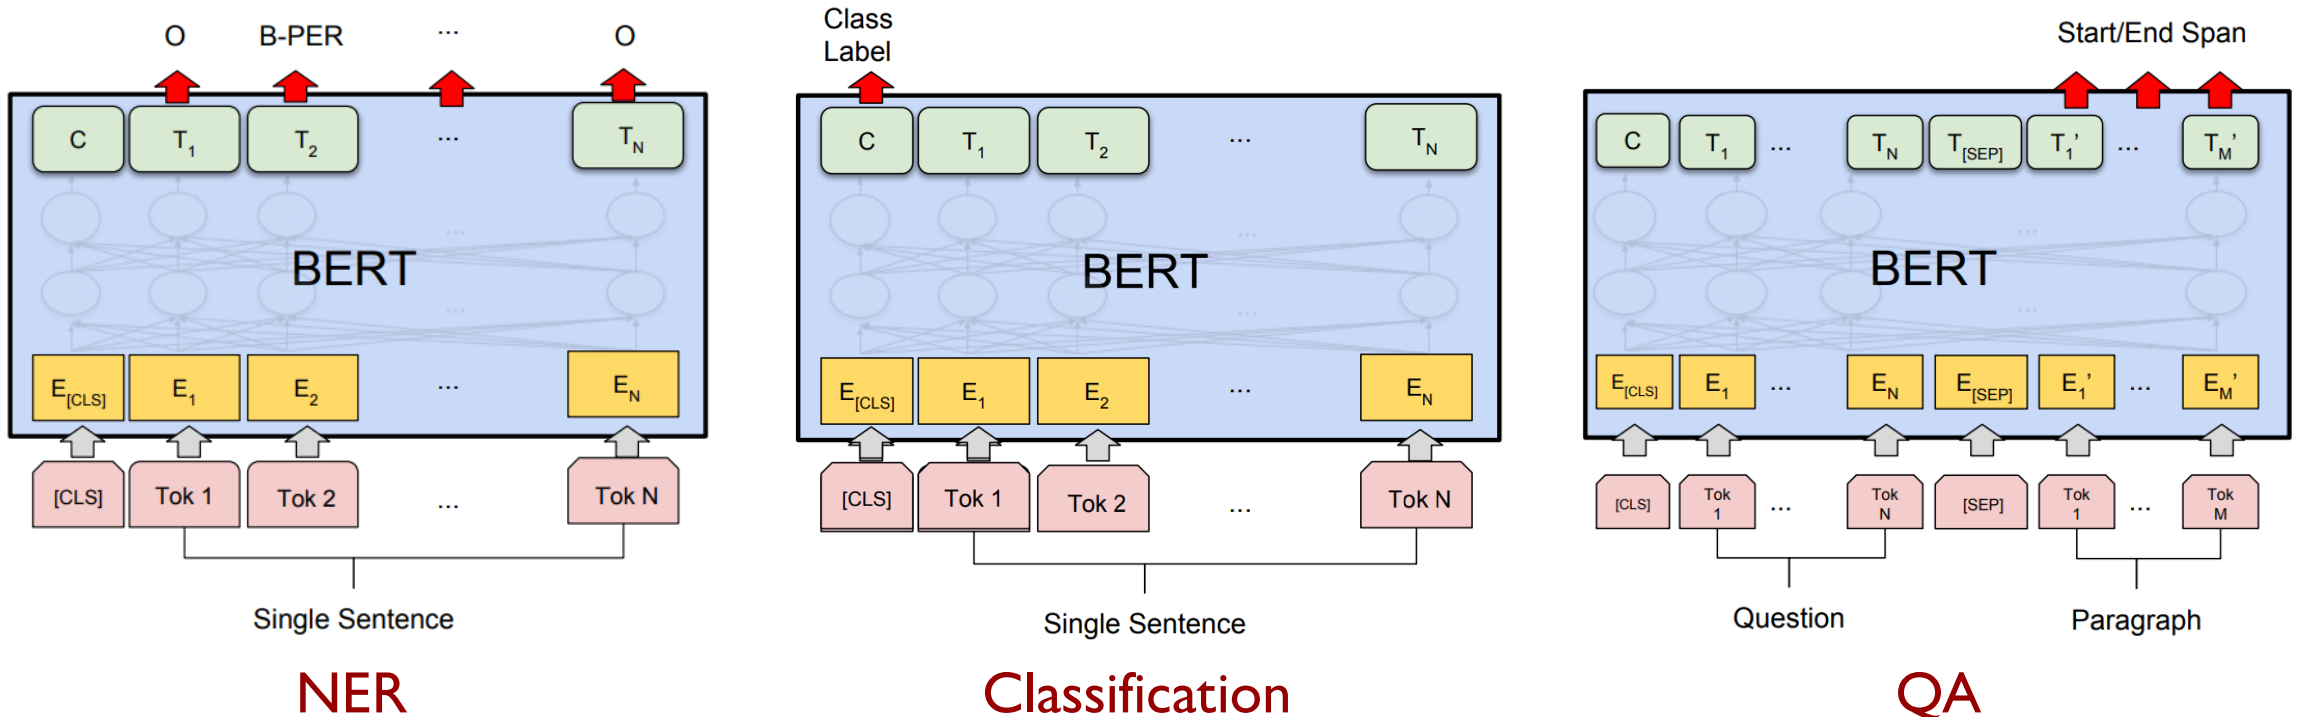 O B-PER ... O
C T1 T2 ... TN
...
BERT
...
E[CLS] E1 E2 ... EN
[CLS] Tok 1 Tok 2 ... Tok N
Single Sentence
NER
Class
Label
C T1 T2 ... TN
...
BERT
...
E[CLS] E1 E2 ... EN
[CLS] Tok 1 Tok 2 ... Tok N
Single Sentence
Classification
Start/End Span
C T1 ... TN T[SEP] T1' ... TM'
...
BERT
...
E[CLS] E1 ... EN E[SEP] E1' ... EM'
[CLS] Tok 1 ... Tok N [SEP] Tok 1 ... Tok M
Question Paragraph
QA